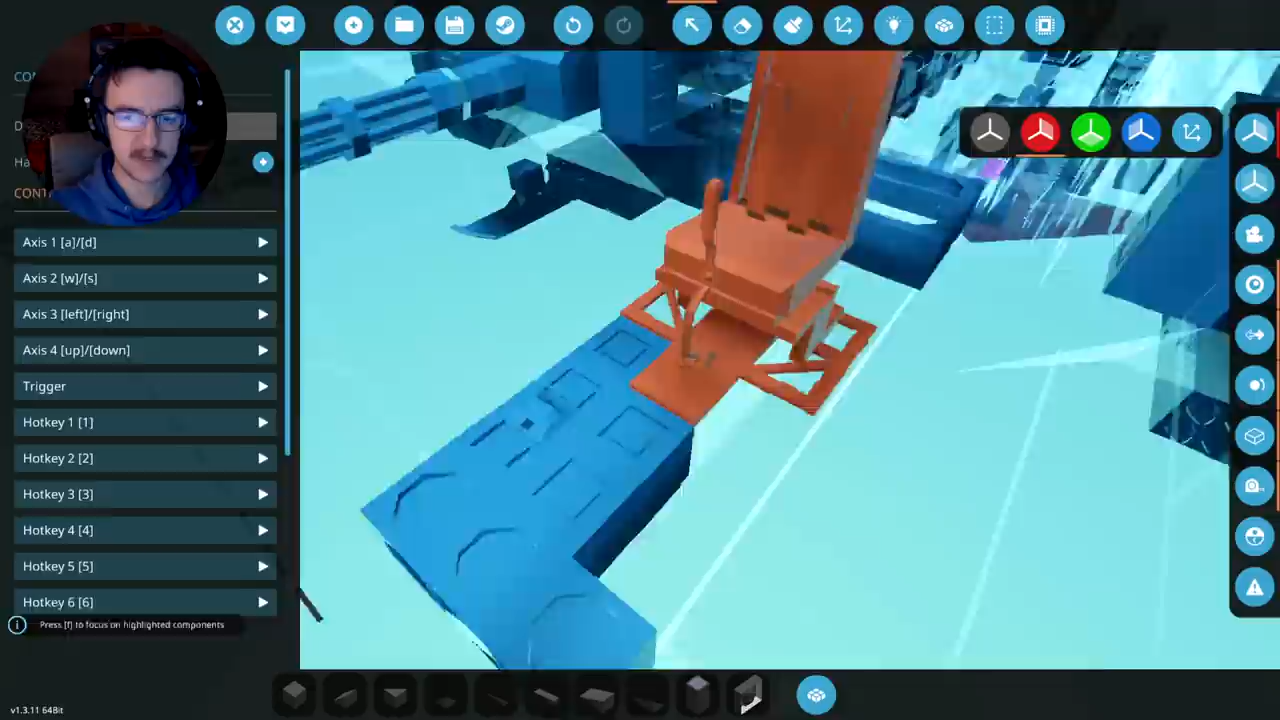 Axis 1 [a]/[d]
Axis 2 [w]/[s]
Axis 3 [left]/[right]
Axis 4 [up]/[down]
Trigger
Hotkey 1 [1]
Hotkey 2 [2]
Hotkey 3 [3]
Hotkey 4 [4]
Hotkey 5 [5]
Hotkey 6 [6]
Press [f] to focus on highlighted components
v1.3.11 64Bit